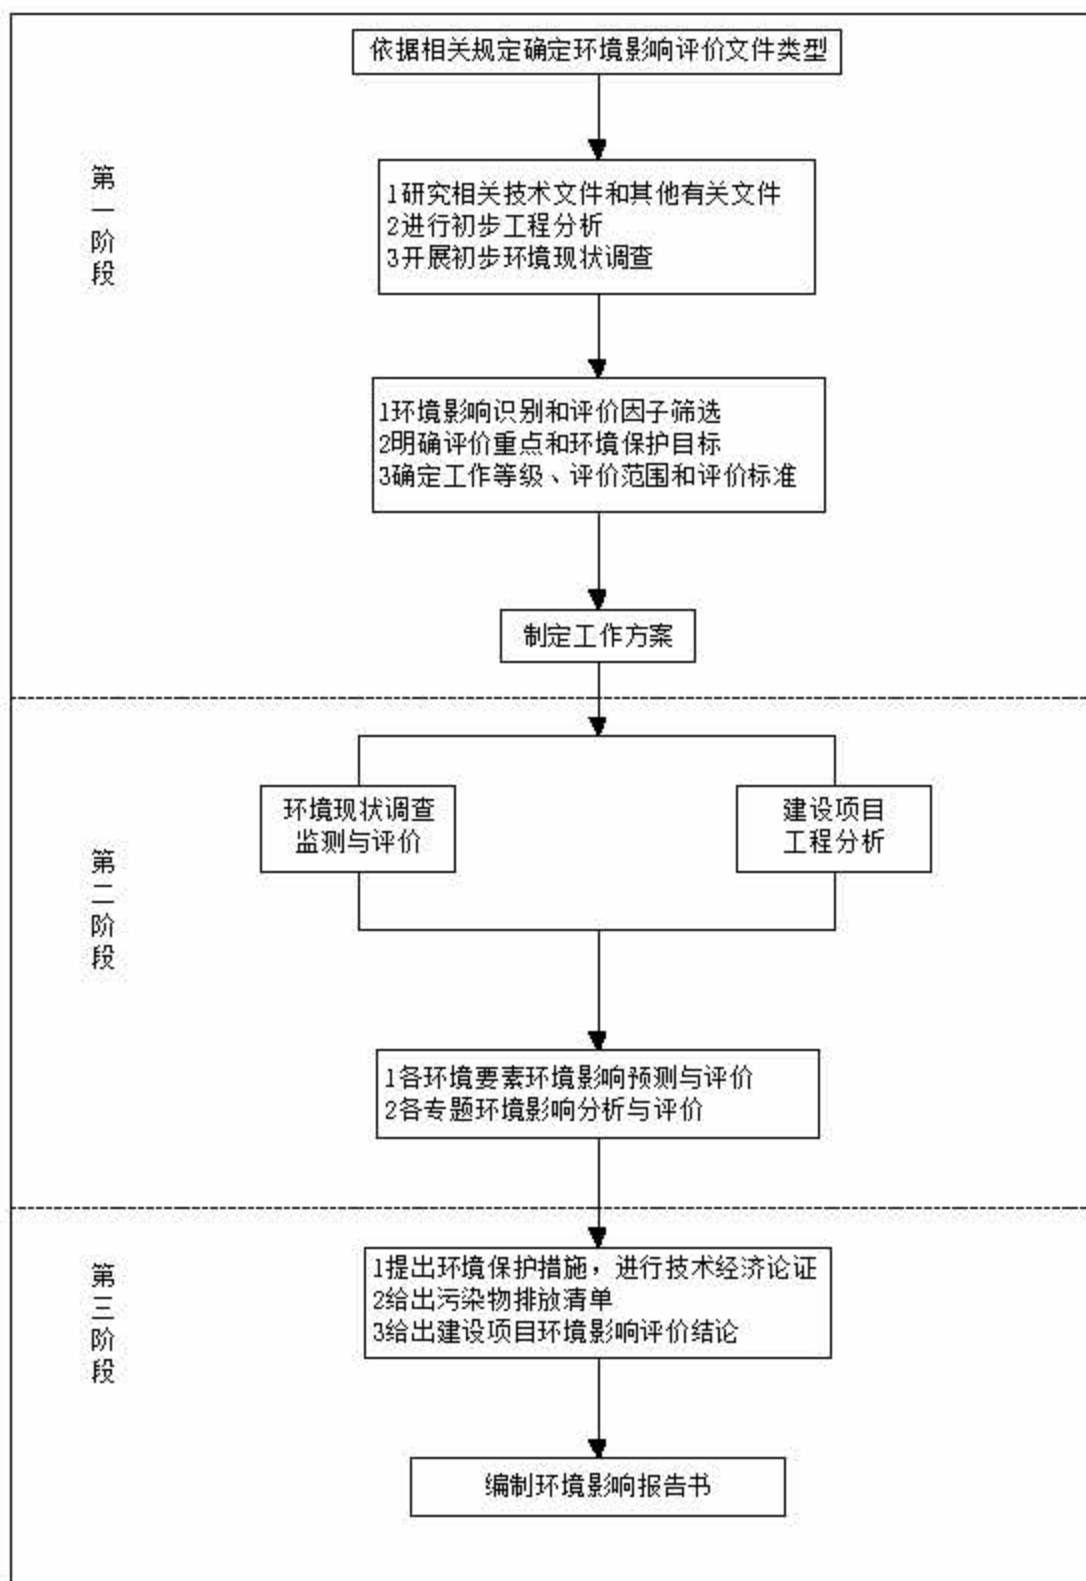 依据相关规定确定环境影响评价文件类型
第一阶段
1研究相关技术文件和其他有关文件
2进行初步工程分析
3开展初步环境现状调查
1环境影响识别和评价因子筛选
2明确评价重点和环境保护目标
3确定工作等级、评价范围和评价标准
制定工作方案
第二阶段
环境现状调查
监测与评价
建设项目
工程分析
1各环境要素环境影响预测与评价
2各专题环境影响分析与评价
第三阶段
1提出环境保护措施，进行技术经济论证
2给出污染物排放清单
3给出建设项目环境影响评价结论
编制环境影响报告书